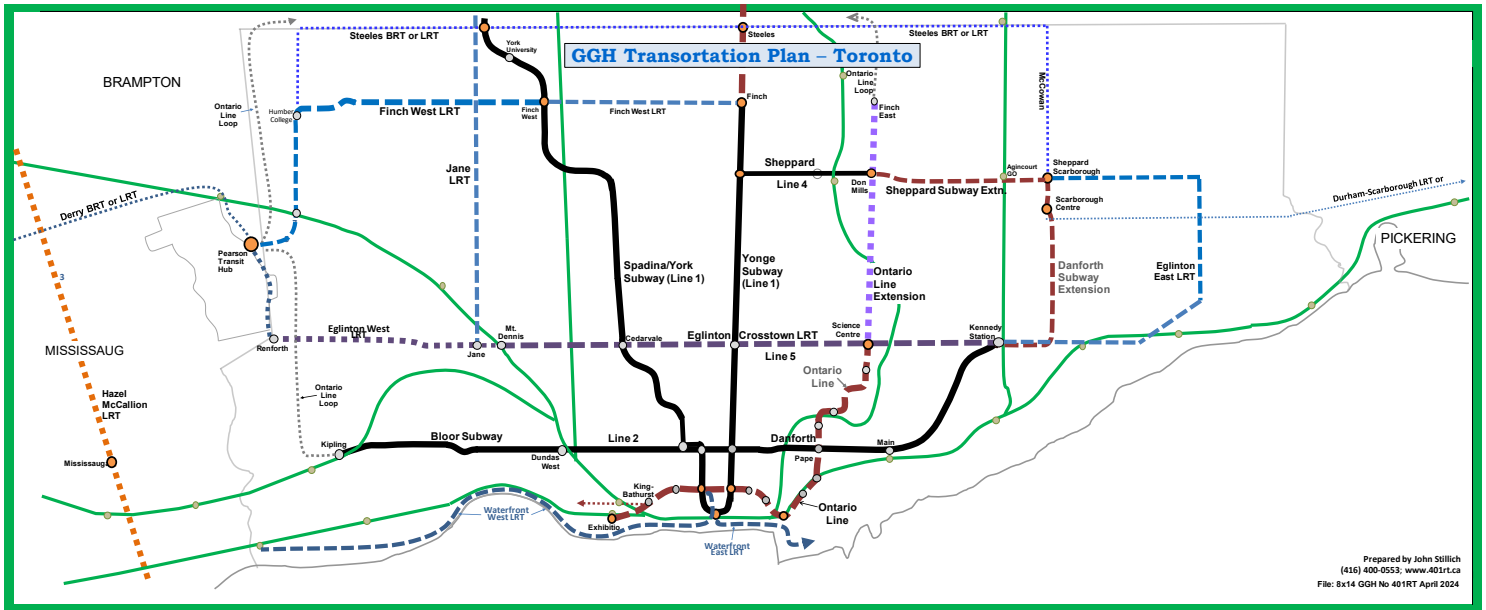 Steeles BRT or LRT
Steeles
Steeles BRT or LRT
York
University
GGH Transortation Plan – Toronto
BRAMPTON
Ontario
Line
Loop
Humber
College
Finch West LRT
Finch
West
Finch West LRT
Finch
Ontario
Line
Loop
Finch
East
McCowan
Jane
LRT
Sheppard
Line 4
Don
Mills
Sheppard Subway Extn.
Agincourt
GO
Sheppard
Scarborough
Scarborough
Centre
Durham-Scarborough LRT or
Derry BRT or LRT
Pearson
Transit
Hub
3
PICKERING
Spadina/York
Subway (Line 1)
Yonge
Subway
(Line 1)
Ontario
Line
Extension
Danforth
Subway
Extension
Eglinton
East LRT
Eglinton West
LRT
Renforth
Jane
Mt.
Dennis
Cedarvale
Eglinton Crosstown LRT
Line 5
Science
Centre
Kennedy
Station
MISSISSAUG
Hazel
McCallion
LRT
Ontario
Line
Loop
Ontario
Line
Kipling
Bloor Subway
Line 2
Danforth
Main
Dundas
West
Pape
Mississaug
King-
Bathurst
Exhibitio
Ontario
Line
Waterfront
West LRT
Waterfront
East LRT
Prepared by John Stillich
(416) 400-0553; www.401rt.ca
File: 8x14 GGH No 401RT April 2024